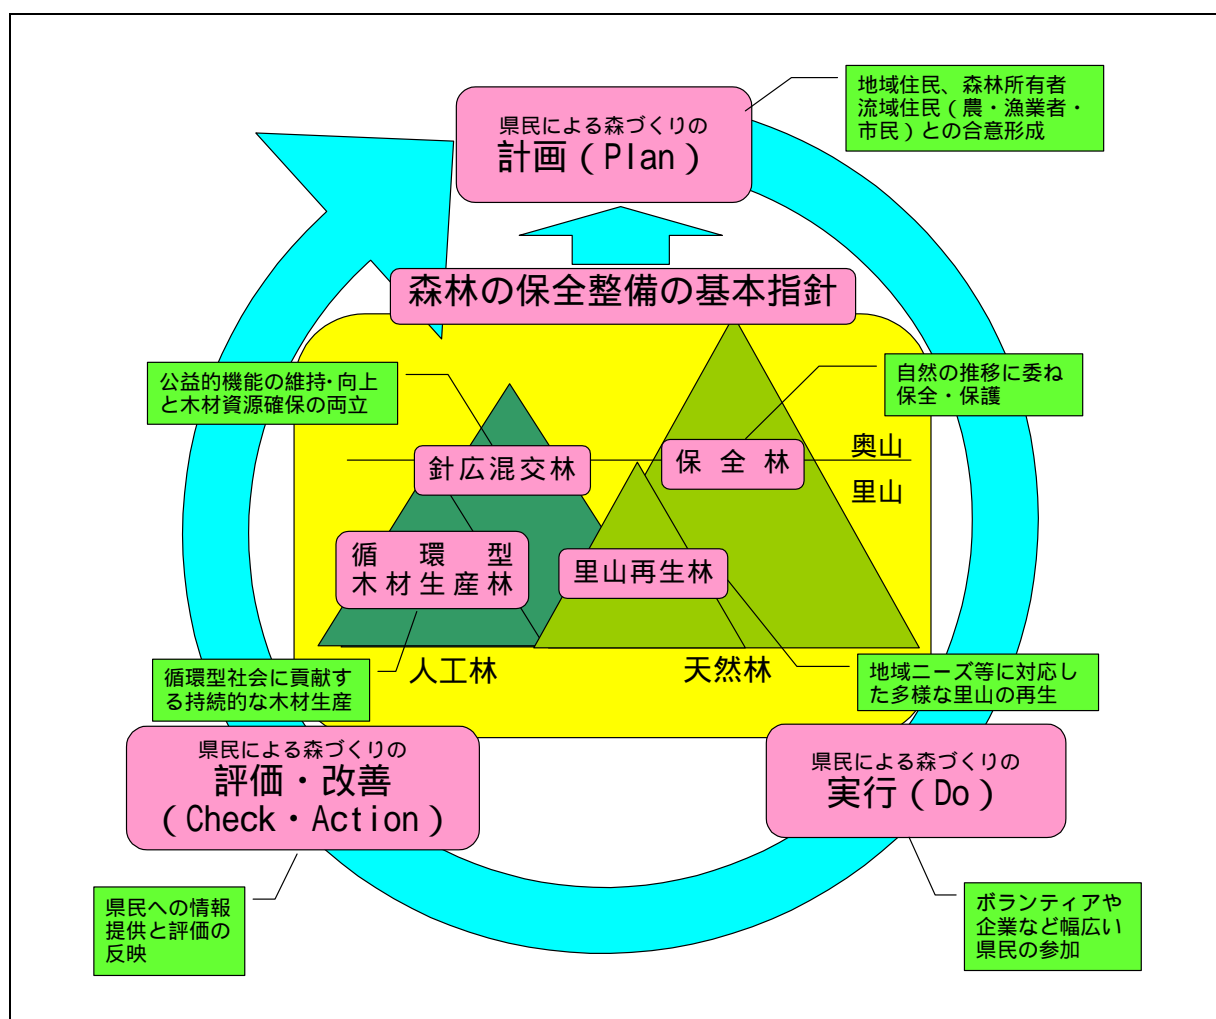 県民による森づくりの
計画（Plan）
地域住民、森林所有者
流域住民（農・漁業者・
市民）との合意形成
森林の保全整備の基本指針
公益的機能の維持・向上
と木材資源確保の両立
自然の推移に委ね
保全・保護
針広混交林
保全林
奥山
里山
循環型
木材生産林
里山再生林
人工林
天然林
循環型社会に貢献す
る持続的な木材生産
地域ニーズ等に対応し
た多様な里山の再生
県民による森づくりの
評価・改善
（Check・Action）
県民による森づくりの
実行（Do）
県民への情報
提供と評価の
反映
ボランティアや
企業など幅広い
県民の参加